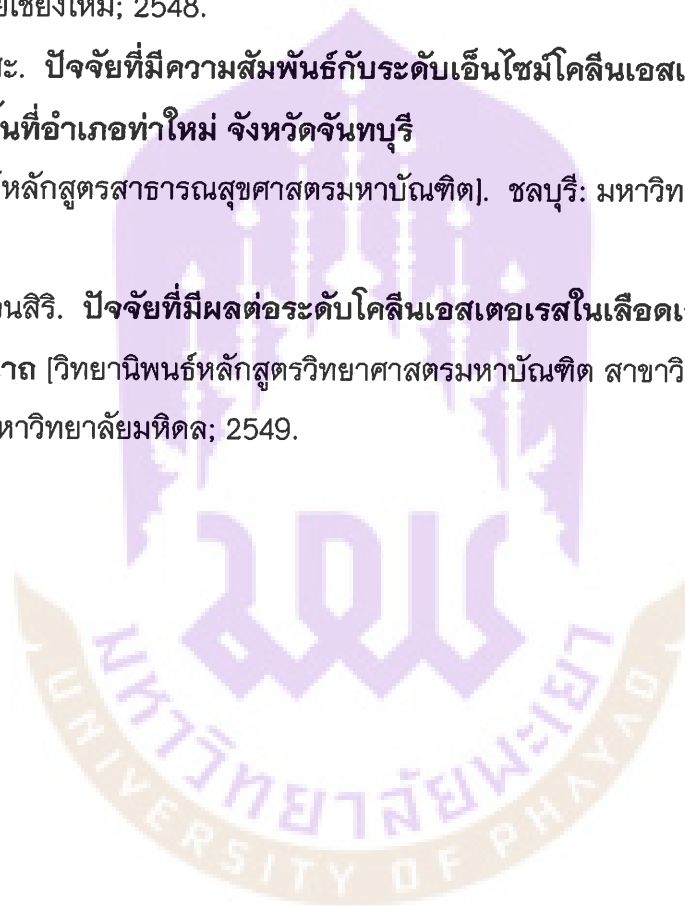 ยเชียงใหม่; 2548.
สะ. ปัจจัยที่มีความสัมพันธ์กับระดับเอ็นไซม์โคลีนเอสเ
้นที่อำเภอท่าใหม่ จังหวัดจันทบุรี
์หลักสูตรสาธารณสุขศาสตรมหาบัณฑิต]. ชลบุรี: มหาวิท
วนสิริ. ปัจจัยที่มีผลต่อระดับโคลีนเอสเตอเรสในเลือดเ
าถ [วิทยานิพนธ์หลักสูตรวิทยาศาสตรมหาบัณฑิต สาขาวิ
หาวิทยาลัยมหิดล; 2549.
มพย
มหาวิทยาลัยพะเยา
UNIVERSITY OF PHAYAO